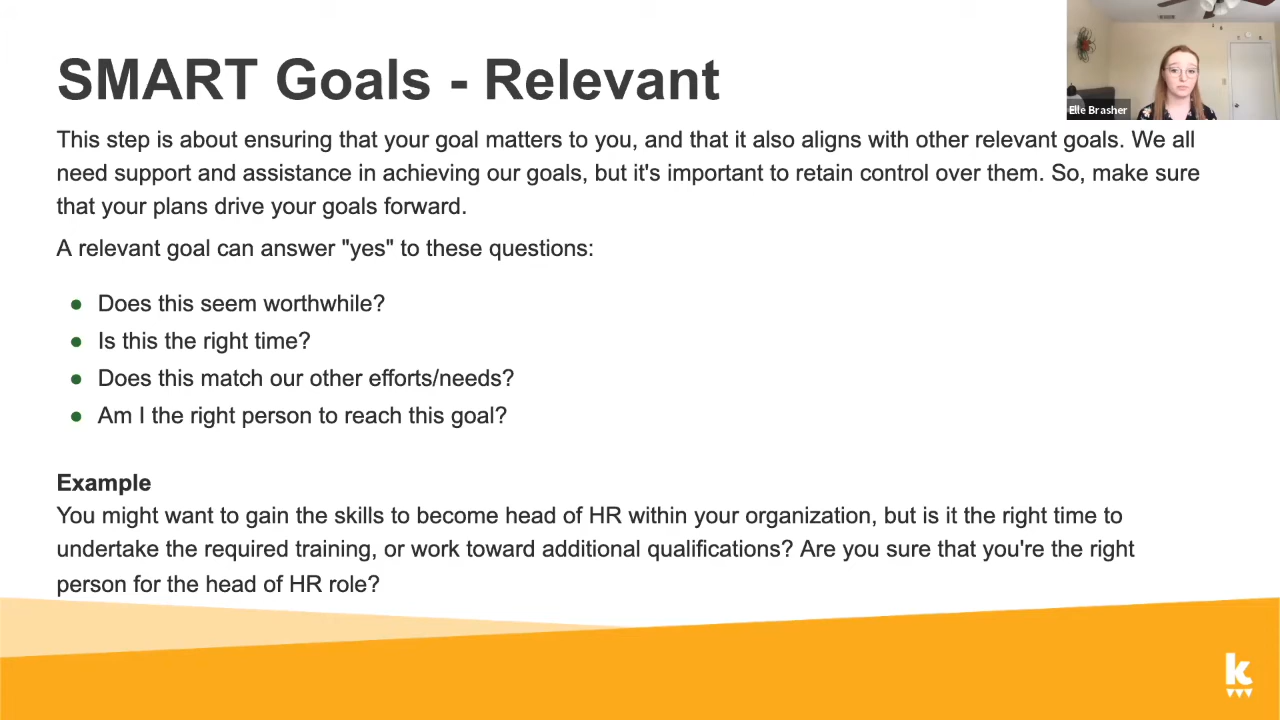 SMART Goals - Relevant
Elle Brasher
This step is about ensuring that your goal matters to you, and that it also aligns with other relevant goals. We all
need support and assistance in achieving our goals, but it's important to retain control over them. So, make sure
that your plans drive your goals forward.
A relevant goal can answer "yes" to these questions:
● Does this seem worthwhile?
● Is this the right time?
● Does this match our other efforts/needs?
● Am I the right person to reach this goal?
Example
You might want to gain the skills to become head of HR within your organization, but is it the right time to
undertake the required training, or work toward additional qualifications? Are you sure that you're the right
person for the head of HR role?
k